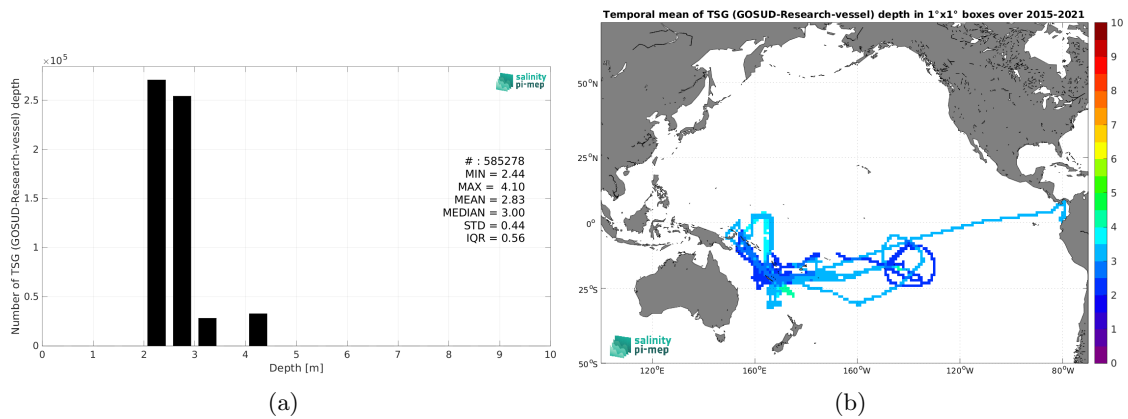 ×10⁵
2.5
2
1.5
1
0.5
0
0 1 2 3 4 5 6 7 8 9 10
Depth [m]
Number of TSG (GOSUD-Research-vessel) depth
salinity
pi-mep
# : 585278
MIN = 2.44
MAX = 4.10
MEAN = 2.83
MEDIAN = 3.00
STD = 0.44
IQR = 0.56
(a)
Temporal mean of TSG (GOSUD-Research-vessel) depth in 1°x1° boxes over 2015-2021
50°N
25°N
0°
25°S
50°S
120°E 160°E 160°W 120°W 80°W
salinity
pi-mep
10
9
8
7
6
5
4
3
2
1
0
(b)